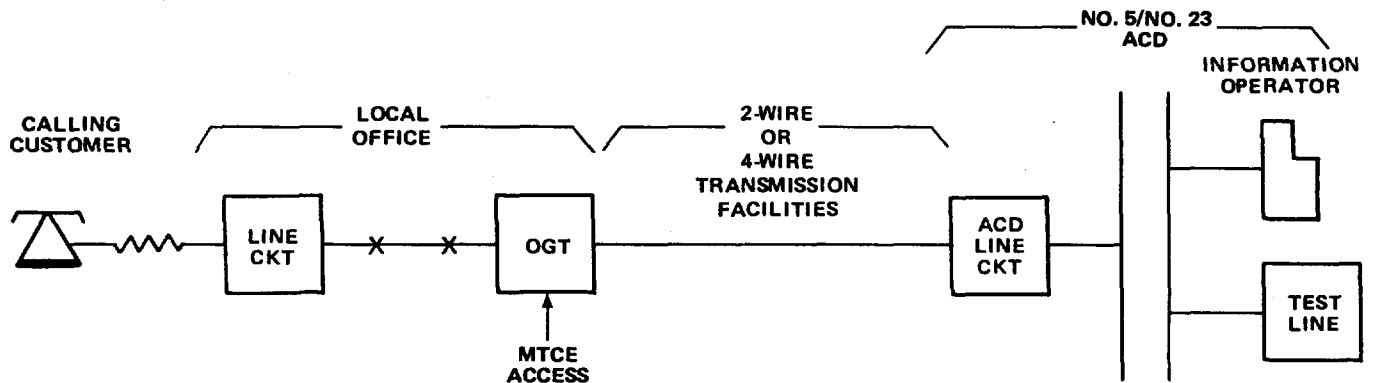 NO. 5/NO. 23
ACD
INFORMATION
OPERATOR
CALLING
CUSTOMER
LOCAL
OFFICE
2-WIRE
OR
4-WIRE
TRANSMISSION
FACILITIES
LINE
CKT
OGT
ACD
LINE
CKT
TEST
LINE
MTCE
ACCESS